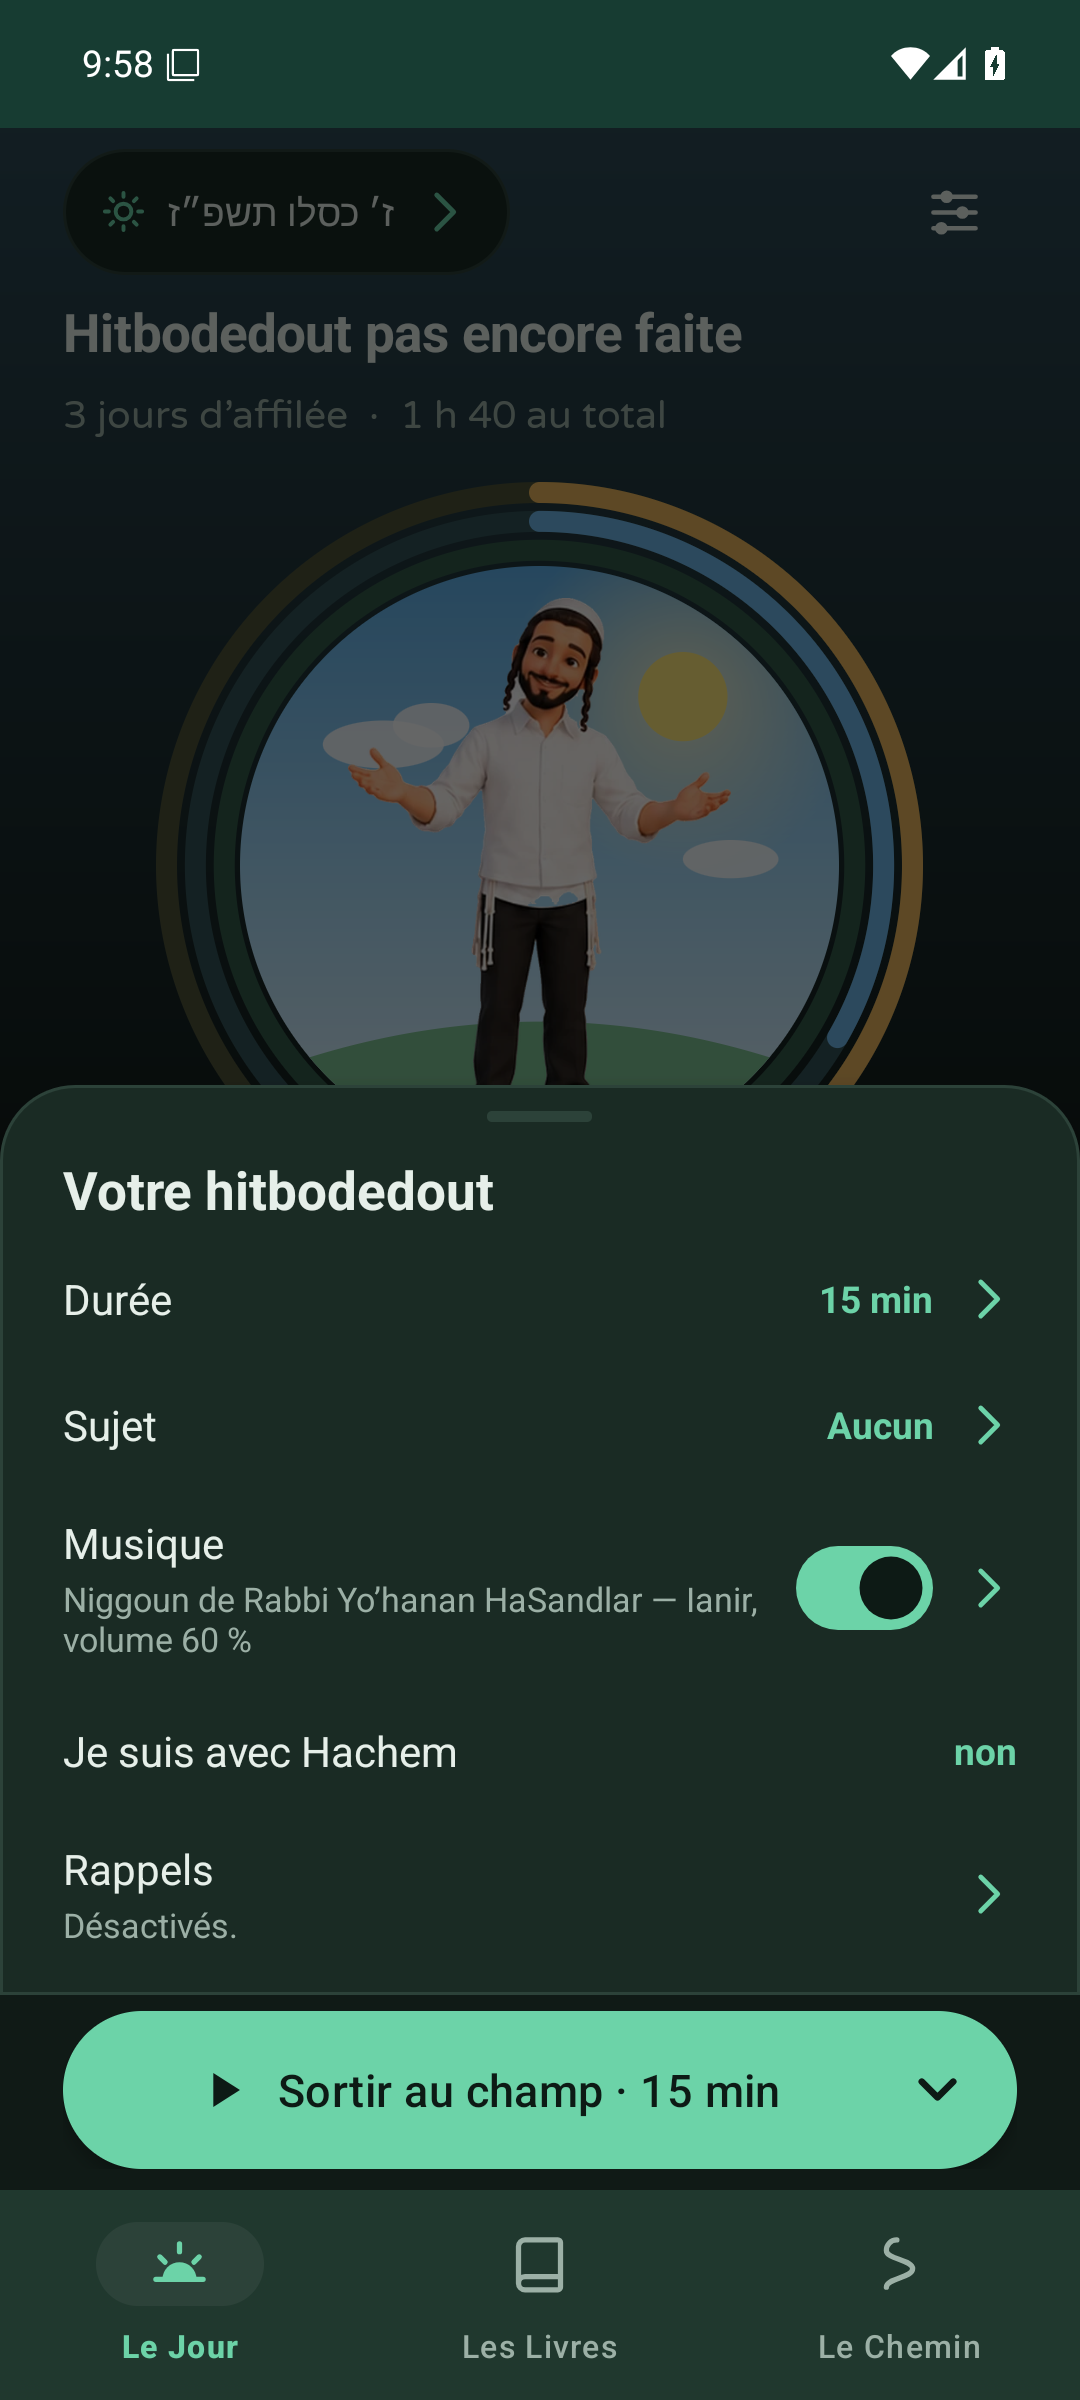 9:58
ז׳ כסלו תשפ״ז
Hitbodedout pas encore faite
3 jours d’affilée · 1 h 40 au total
Votre hitbodedout
Durée
15 min
Sujet
Aucun
Musique
Niggoun de Rabbi Yo’hanan HaSandlar — Ianir,
volume 60 %
Je suis avec Hachem
non
Rappels
Désactivés.
Sortir au champ · 15 min
Le Jour
Les Livres
Le Chemin